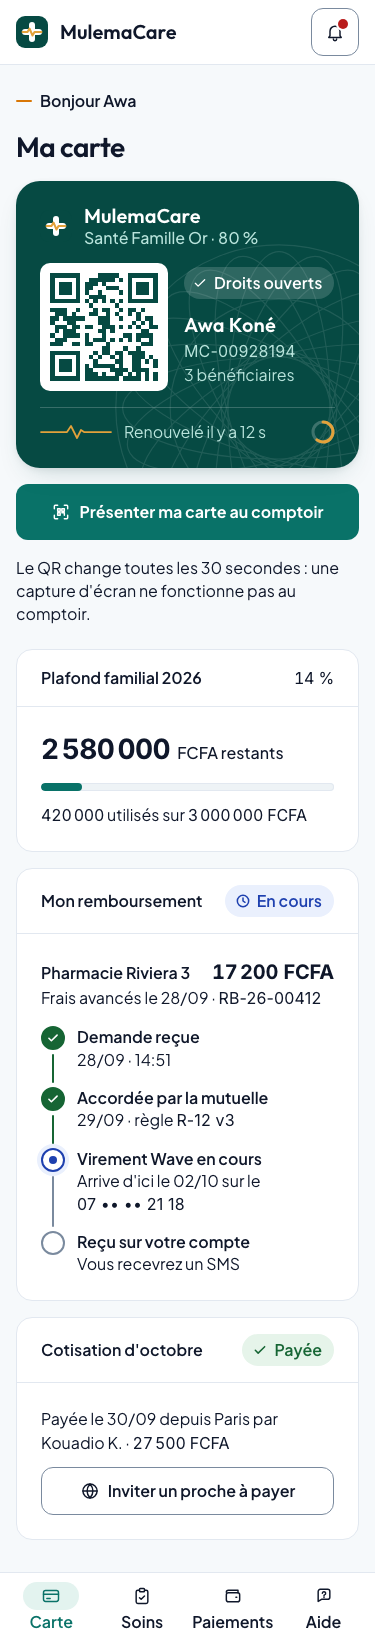 MulemaCare
Bonjour Awa
Ma carte
MulemaCare
Santé Famille Or · 80 %
Droits ouverts
Awa Koné
MC-00928194
3 bénéficiaires
Renouvelé il y a 12 s
Présenter ma carte au comptoir
Le QR change toutes les 30 secondes : une
capture d'écran ne fonctionne pas au
comptoir.
Plafond familial 2026
14 %
2 580 000 FCFA restants
420 000 utilisés sur 3 000 000 FCFA
Mon remboursement
En cours
Pharmacie Riviera 3
17 200 FCFA
Frais avancés le 28/09 · RB-26-00412
Demande reçue
28/09 · 14:51
Accordée par la mutuelle
29/09 · règle R-12 v3
Virement Wave en cours
Arrive d'ici le 02/10 sur le
07 •• •• 21 18
Reçu sur votre compte
Vous recevrez un SMS
Cotisation d'octobre
Payée
Payée le 30/09 depuis Paris par
Kouadio K. · 27 500 FCFA
Inviter un proche à payer
Carte
Soins
Paiements
Aide